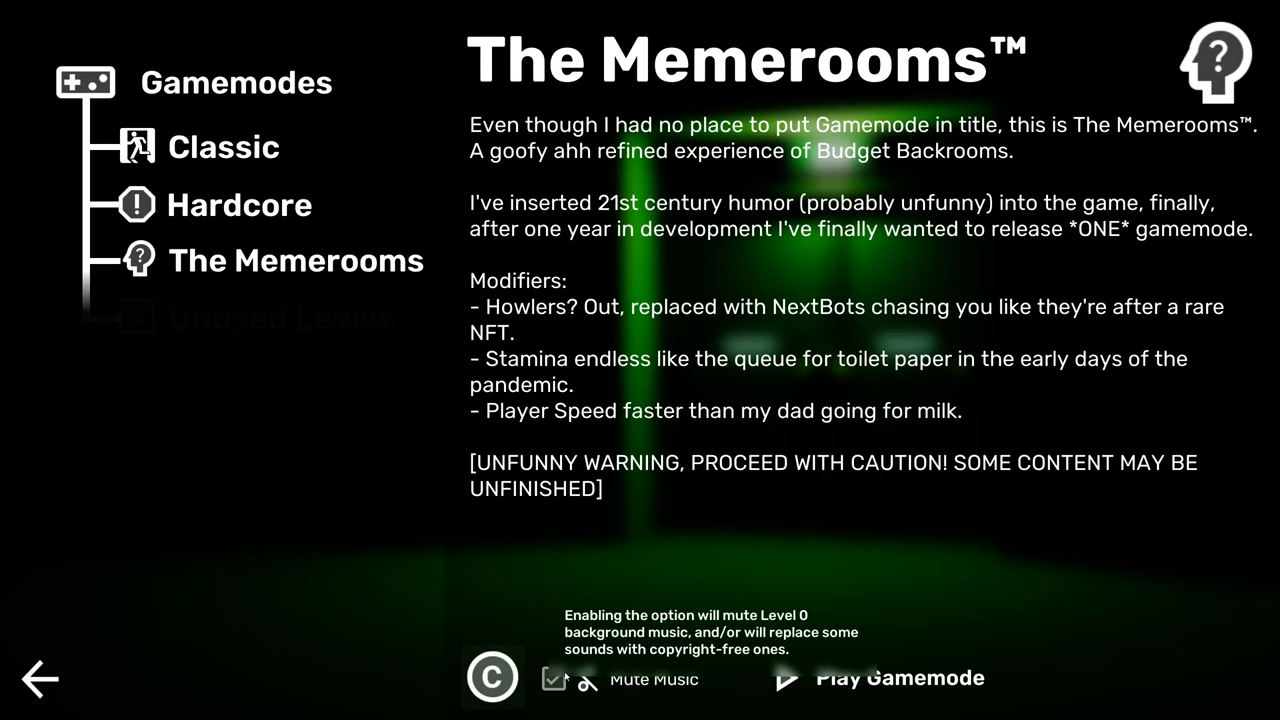 Gamemodes
Classic
Hardcore
The Memerooms
Unused Levels
The Memerooms™
Even though I had no place to put Gamemode in title, this is The Memerooms™.
A goofy ahh refined experience of Budget Backrooms.
I've inserted 21st century humor (probably unfunny) into the game, finally,
after one year in development I've finally wanted to release *ONE* gamemode.
Modifiers:
- Howlers? Out, replaced with NextBots chasing you like they're after a rare
NFT.
- Stamina endless like the queue for toilet paper in the early days of the
pandemic.
- Player Speed faster than my dad going for milk.
[UNFUNNY WARNING, PROCEED WITH CAUTION! SOME CONTENT MAY BE
UNFINISHED]
Enabling the option will mute Level 0
background music, and/or will replace some
sounds with copyright-free ones.
C
Mute Music
Play Gamemode